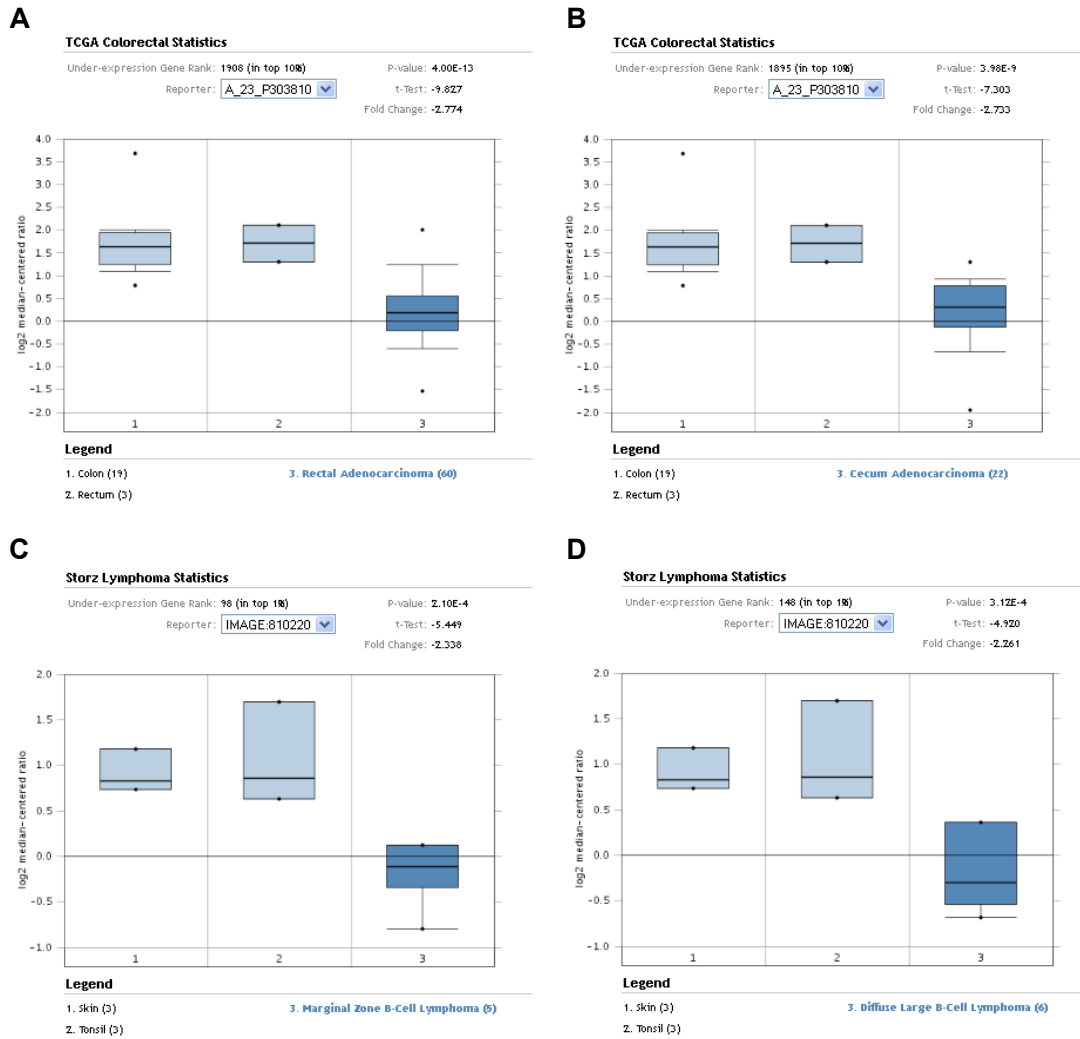 A
TCGA Colorectal Statistics
Under-expression Gene Rank: 1908 (in top 10%) P-value: 4.00E-13
Reporter: A_23_P303810 t-Test: -9.827
Fold Change: -2.774
log2 median-centered ratio
4.0
3.5
3.0
2.5
2.0
1.5
1.0
0.5
0.0
-0.5
-1.0
-1.5
-2.0
1 2 3
Legend
1. Colon (19) 3. Rectal Adenocarcinoma (60)
2. Rectum (3)
B
TCGA Colorectal Statistics
Under-expression Gene Rank: 1895 (in top 10%) P-value: 3.98E-9
Reporter: A_23_P303810 t-Test: -7.303
Fold Change: -2.733
log2 median-centered ratio
4.0
3.5
3.0
2.5
2.0
1.5
1.0
0.5
0.0
-0.5
-1.0
-1.5
-2.0
1 2 3
Legend
1. Colon (19) 3. Cecum Adenocarcinoma (22)
2. Rectum (3)
C
Storz Lymphoma Statistics
Under-expression Gene Rank: 98 (in top 1%) P-value: 2.10E-4
Reporter: IMAGE:810220 t-Test: -5.449
Fold Change: -2.338
log2 median-centered ratio
2.0
1.5
1.0
0.5
0.0
-0.5
-1.0
1 2 3
Legend
1. Skin (3) 3. Marginal Zone B-Cell Lymphoma (5)
2. Tonsil (3)
D
Storz Lymphoma Statistics
Under-expression Gene Rank: 148 (in top 1%) P-value: 3.12E-4
Reporter: IMAGE:810220 t-Test: -4.920
Fold Change: -2.261
log2 median-centered ratio
2.0
1.5
1.0
0.5
0.0
-0.5
-1.0
1 2 3
Legend
1. Skin (3) 3. Diffuse Large B-Cell Lymphoma (6)
2. Tonsil (3)